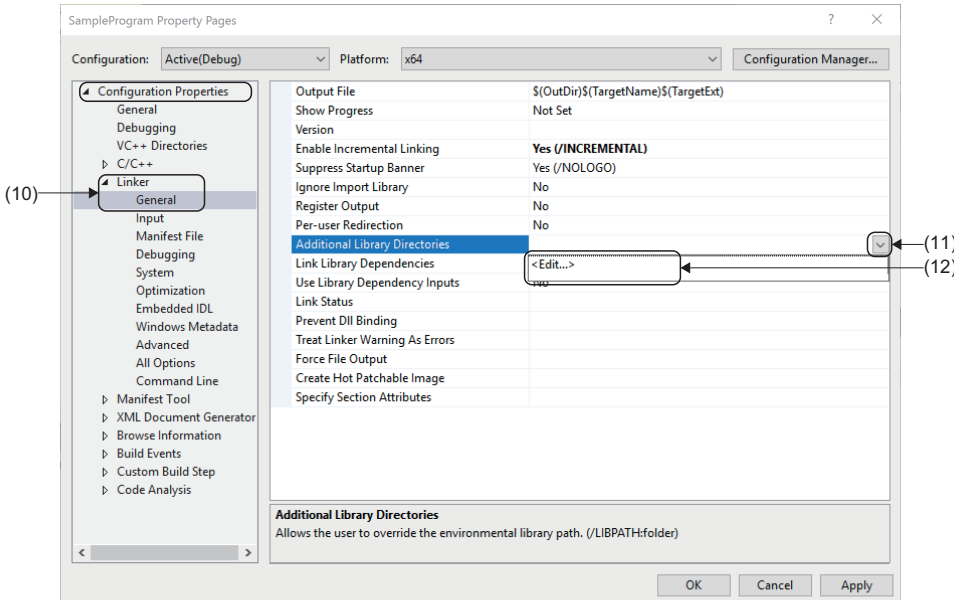 SampleProgram Property Pages ? ×
Configuration: Active(Debug) Platform: x64 Configuration Manager...
Configuration Properties
General
Debugging
VC++ Directories
C/C++
Linker
General
Input
Manifest File
Debugging
System
Optimization
Embedded IDL
Windows Metadata
Advanced
All Options
Command Line
Manifest Tool
XML Document Generator
Browse Information
Build Events
Custom Build Step
Code Analysis
(10)
Output File $(OutDir)$(TargetName)$(TargetExt)
Show Progress Not Set
Version
Enable Incremental Linking Yes (/INCREMENTAL)
Suppress Startup Banner Yes (/NOLOGO)
Ignore Import Library No
Register Output No
Per-user Redirection No
Additional Library Directories
(11)
Link Library Dependencies <Edit...>
(12)
Use Library Dependency Inputs No
Link Status
Prevent Dll Binding
Treat Linker Warning As Errors
Force File Output
Create Hot Patchable Image
Specify Section Attributes
Additional Library Directories
Allows the user to override the environmental library path. (/LIBPATH:folder)
OK Cancel Apply